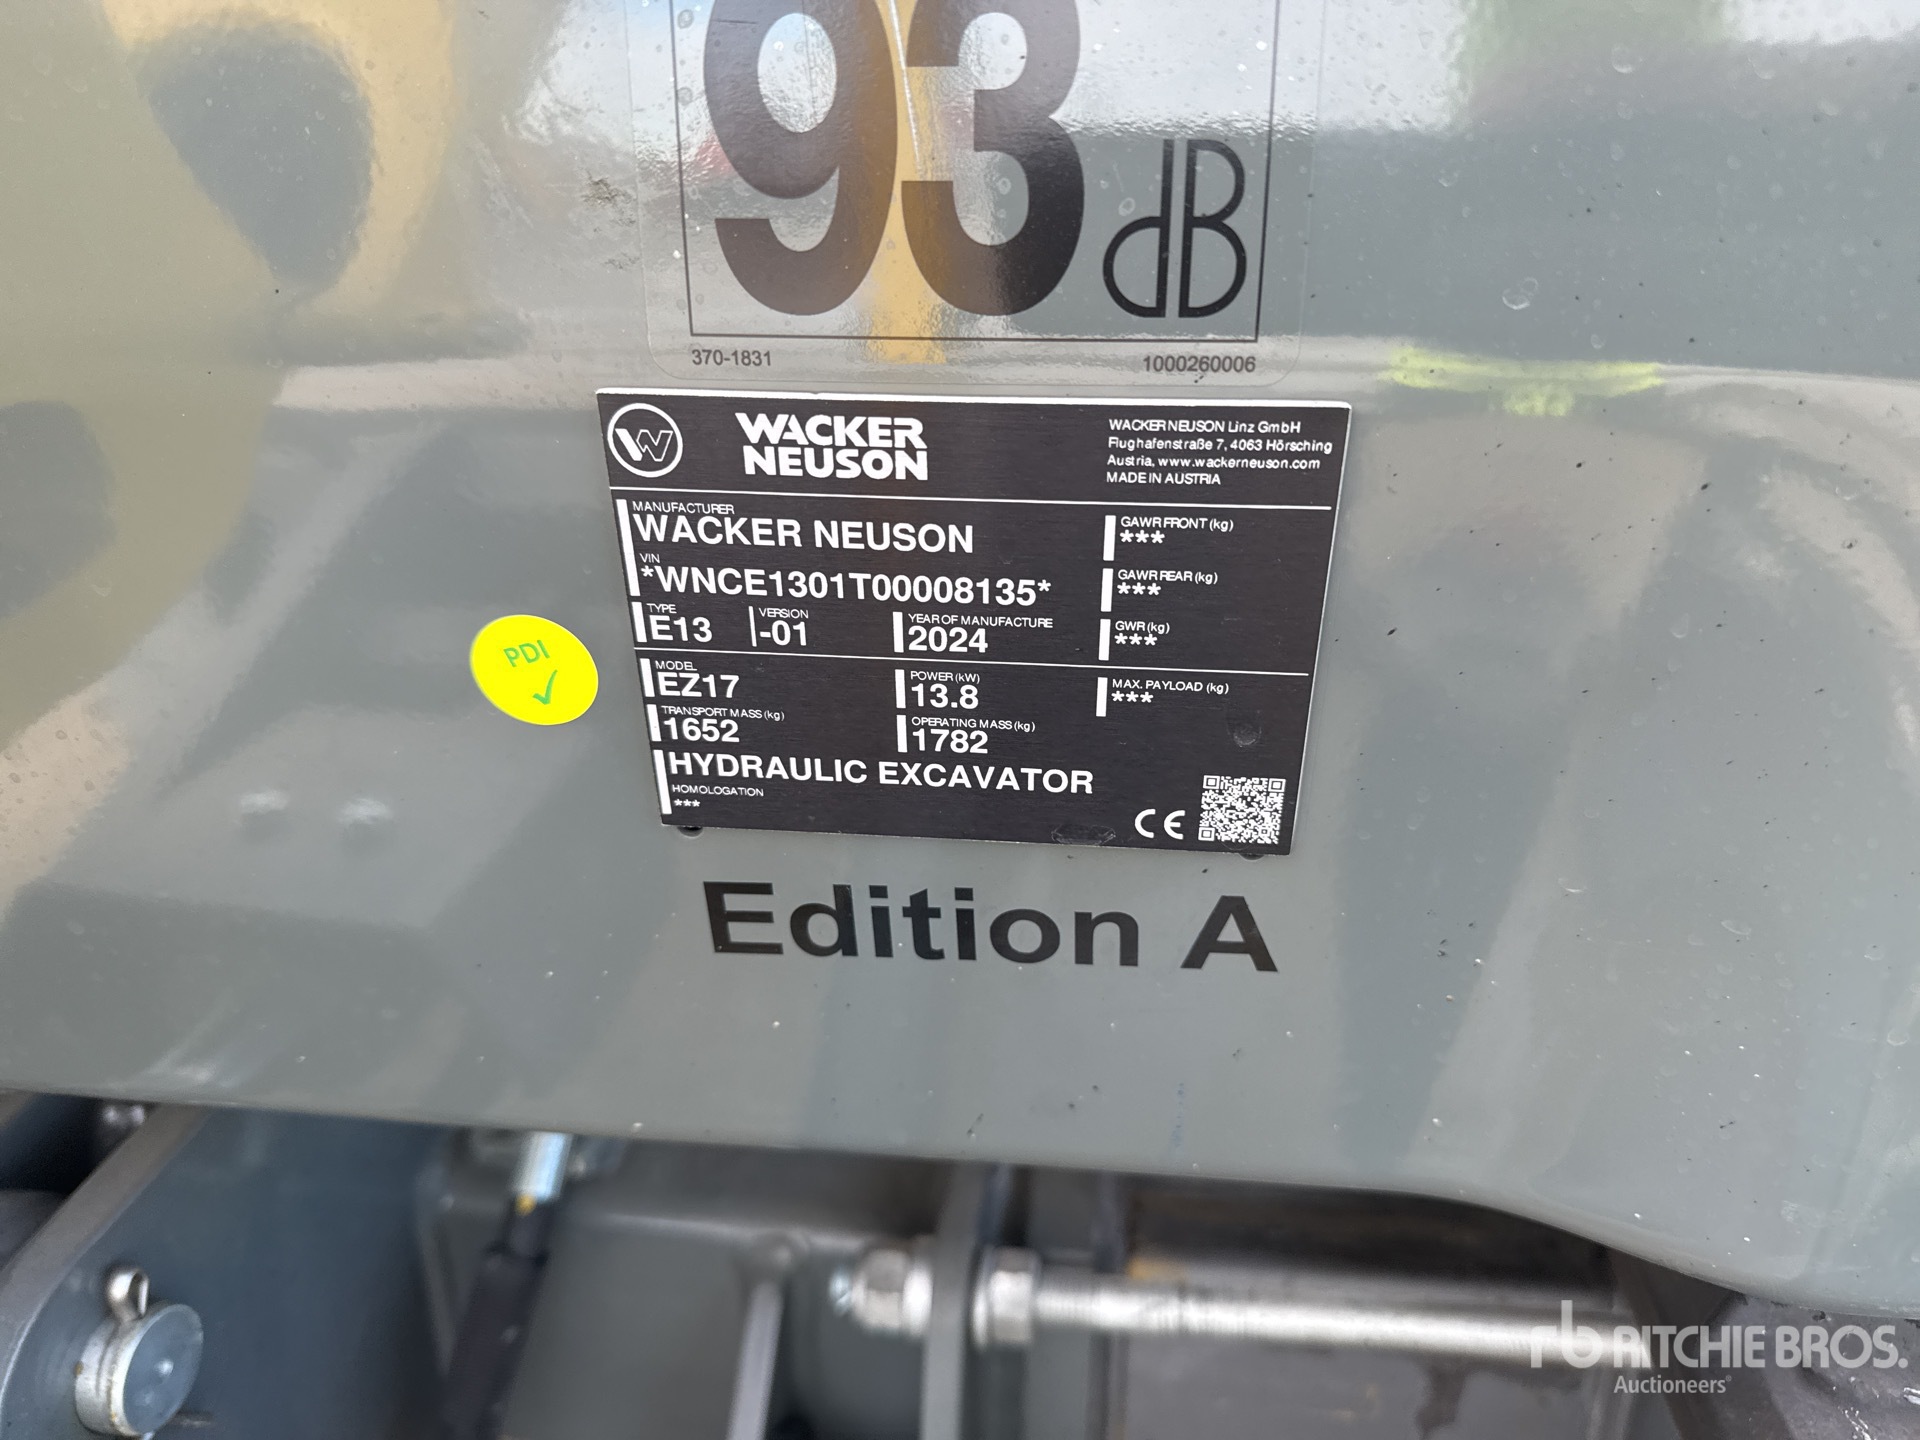 93 dB
370-1831 1000260006
W WACKER NEUSON
WACKER NEUSON Linz GmbH
Flughafenstraße 7, 4063 Hörsching
Austria, www.wackerneuson.com
MADE IN AUSTRIA
MANUFACTURER
WACKER NEUSON
VIN
*WNCE1301T00008135*
TYPE VERSION YEAR OF MANUFACTURE
E13 -01 2024
GAWR FRONT (kg)
***
GAWR REAR (kg)
***
GWR (kg)
***
MODEL POWER (kW) MAX. PAYLOAD (kg)
EZ17 13.8 ***
TRANSPORT MASS (kg) OPERATING MASS (kg)
1652 1782
HYDRAULIC EXCAVATOR
HOMOLOGATION
***
CE
PDI
✓
Edition A
rb RITCHIE BROS.
Auctioneers